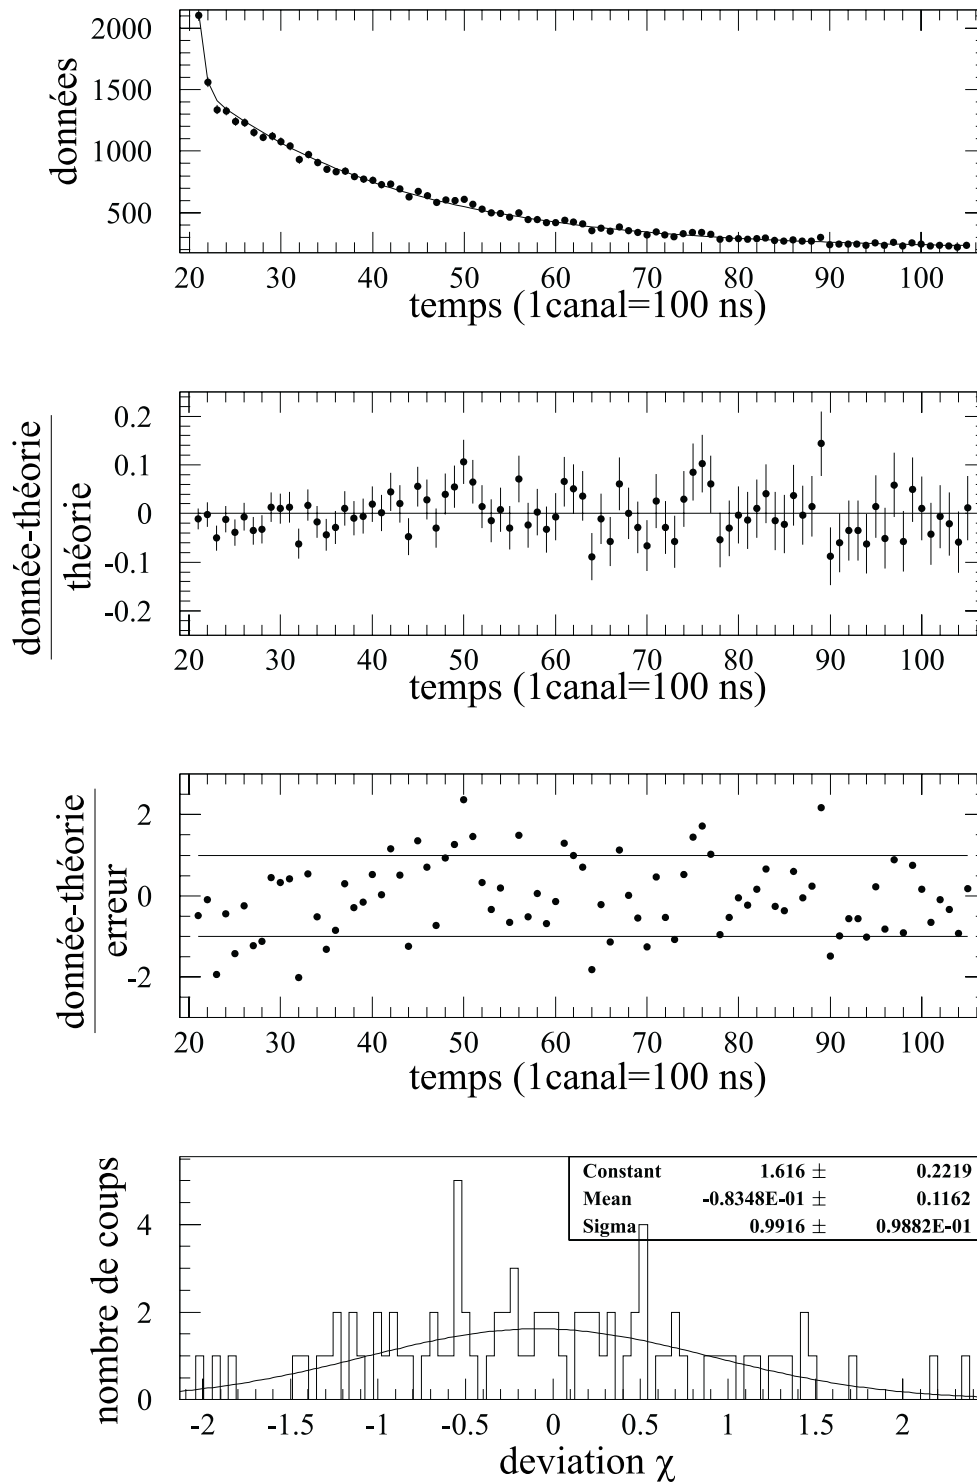 données
2000
1500
1000
500
20 30 40 50 60 70 80 90 100
temps (1canal=100 ns)
donnée-théorie
théorie
0.2
0.1
0
-0.1
-0.2
20 30 40 50 60 70 80 90 100
temps (1canal=100 ns)
donnée-théorie
erreur
2
0
-2
20 30 40 50 60 70 80 90 100
temps (1canal=100 ns)
nombre de coups
4
2
0
Constant 1.616 ± 0.2219
Mean -0.8348E-01 ± 0.1162
Sigma 0.9916 ± 0.9882E-01
-2 -1.5 -1 -0.5 0 0.5 1 1.5 2
deviation χ